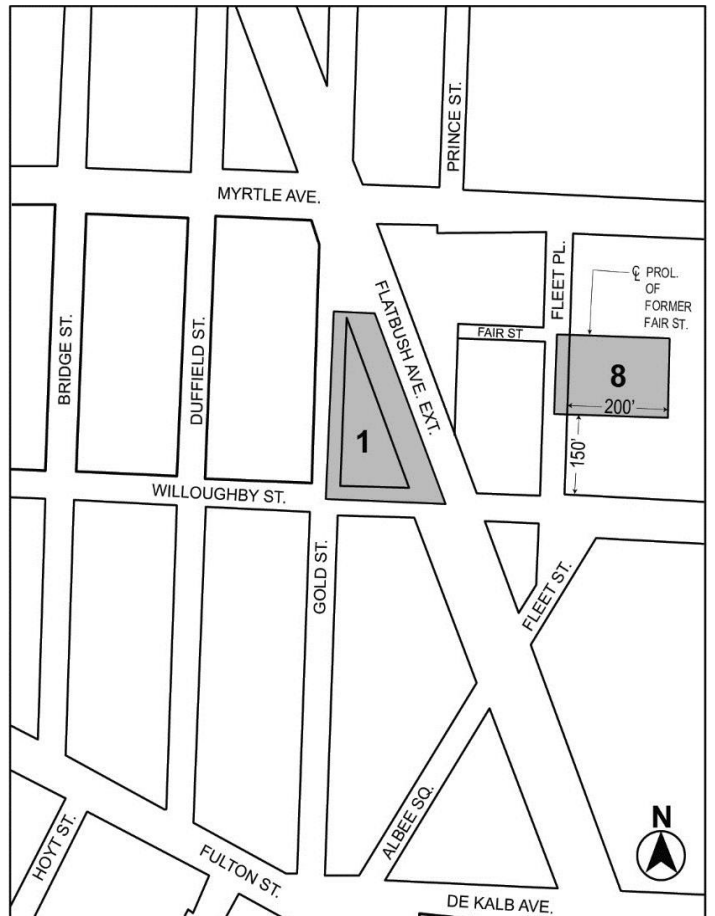 PRINCE ST.
MYRTLE AVE.
FLEET PL.
℄ PROL.
OF
FORMER
FAIR ST.
FLATBUSH AVE. EXT.
BRIDGE ST.
DUFFIELD ST.
FAIR ST
8
200'
1
150'
WILLOUGHBY ST.
GOLD ST.
FLEET ST.
ALBEE SQ.
HOYT ST.
FULTON ST.
DE KALB AVE.
N